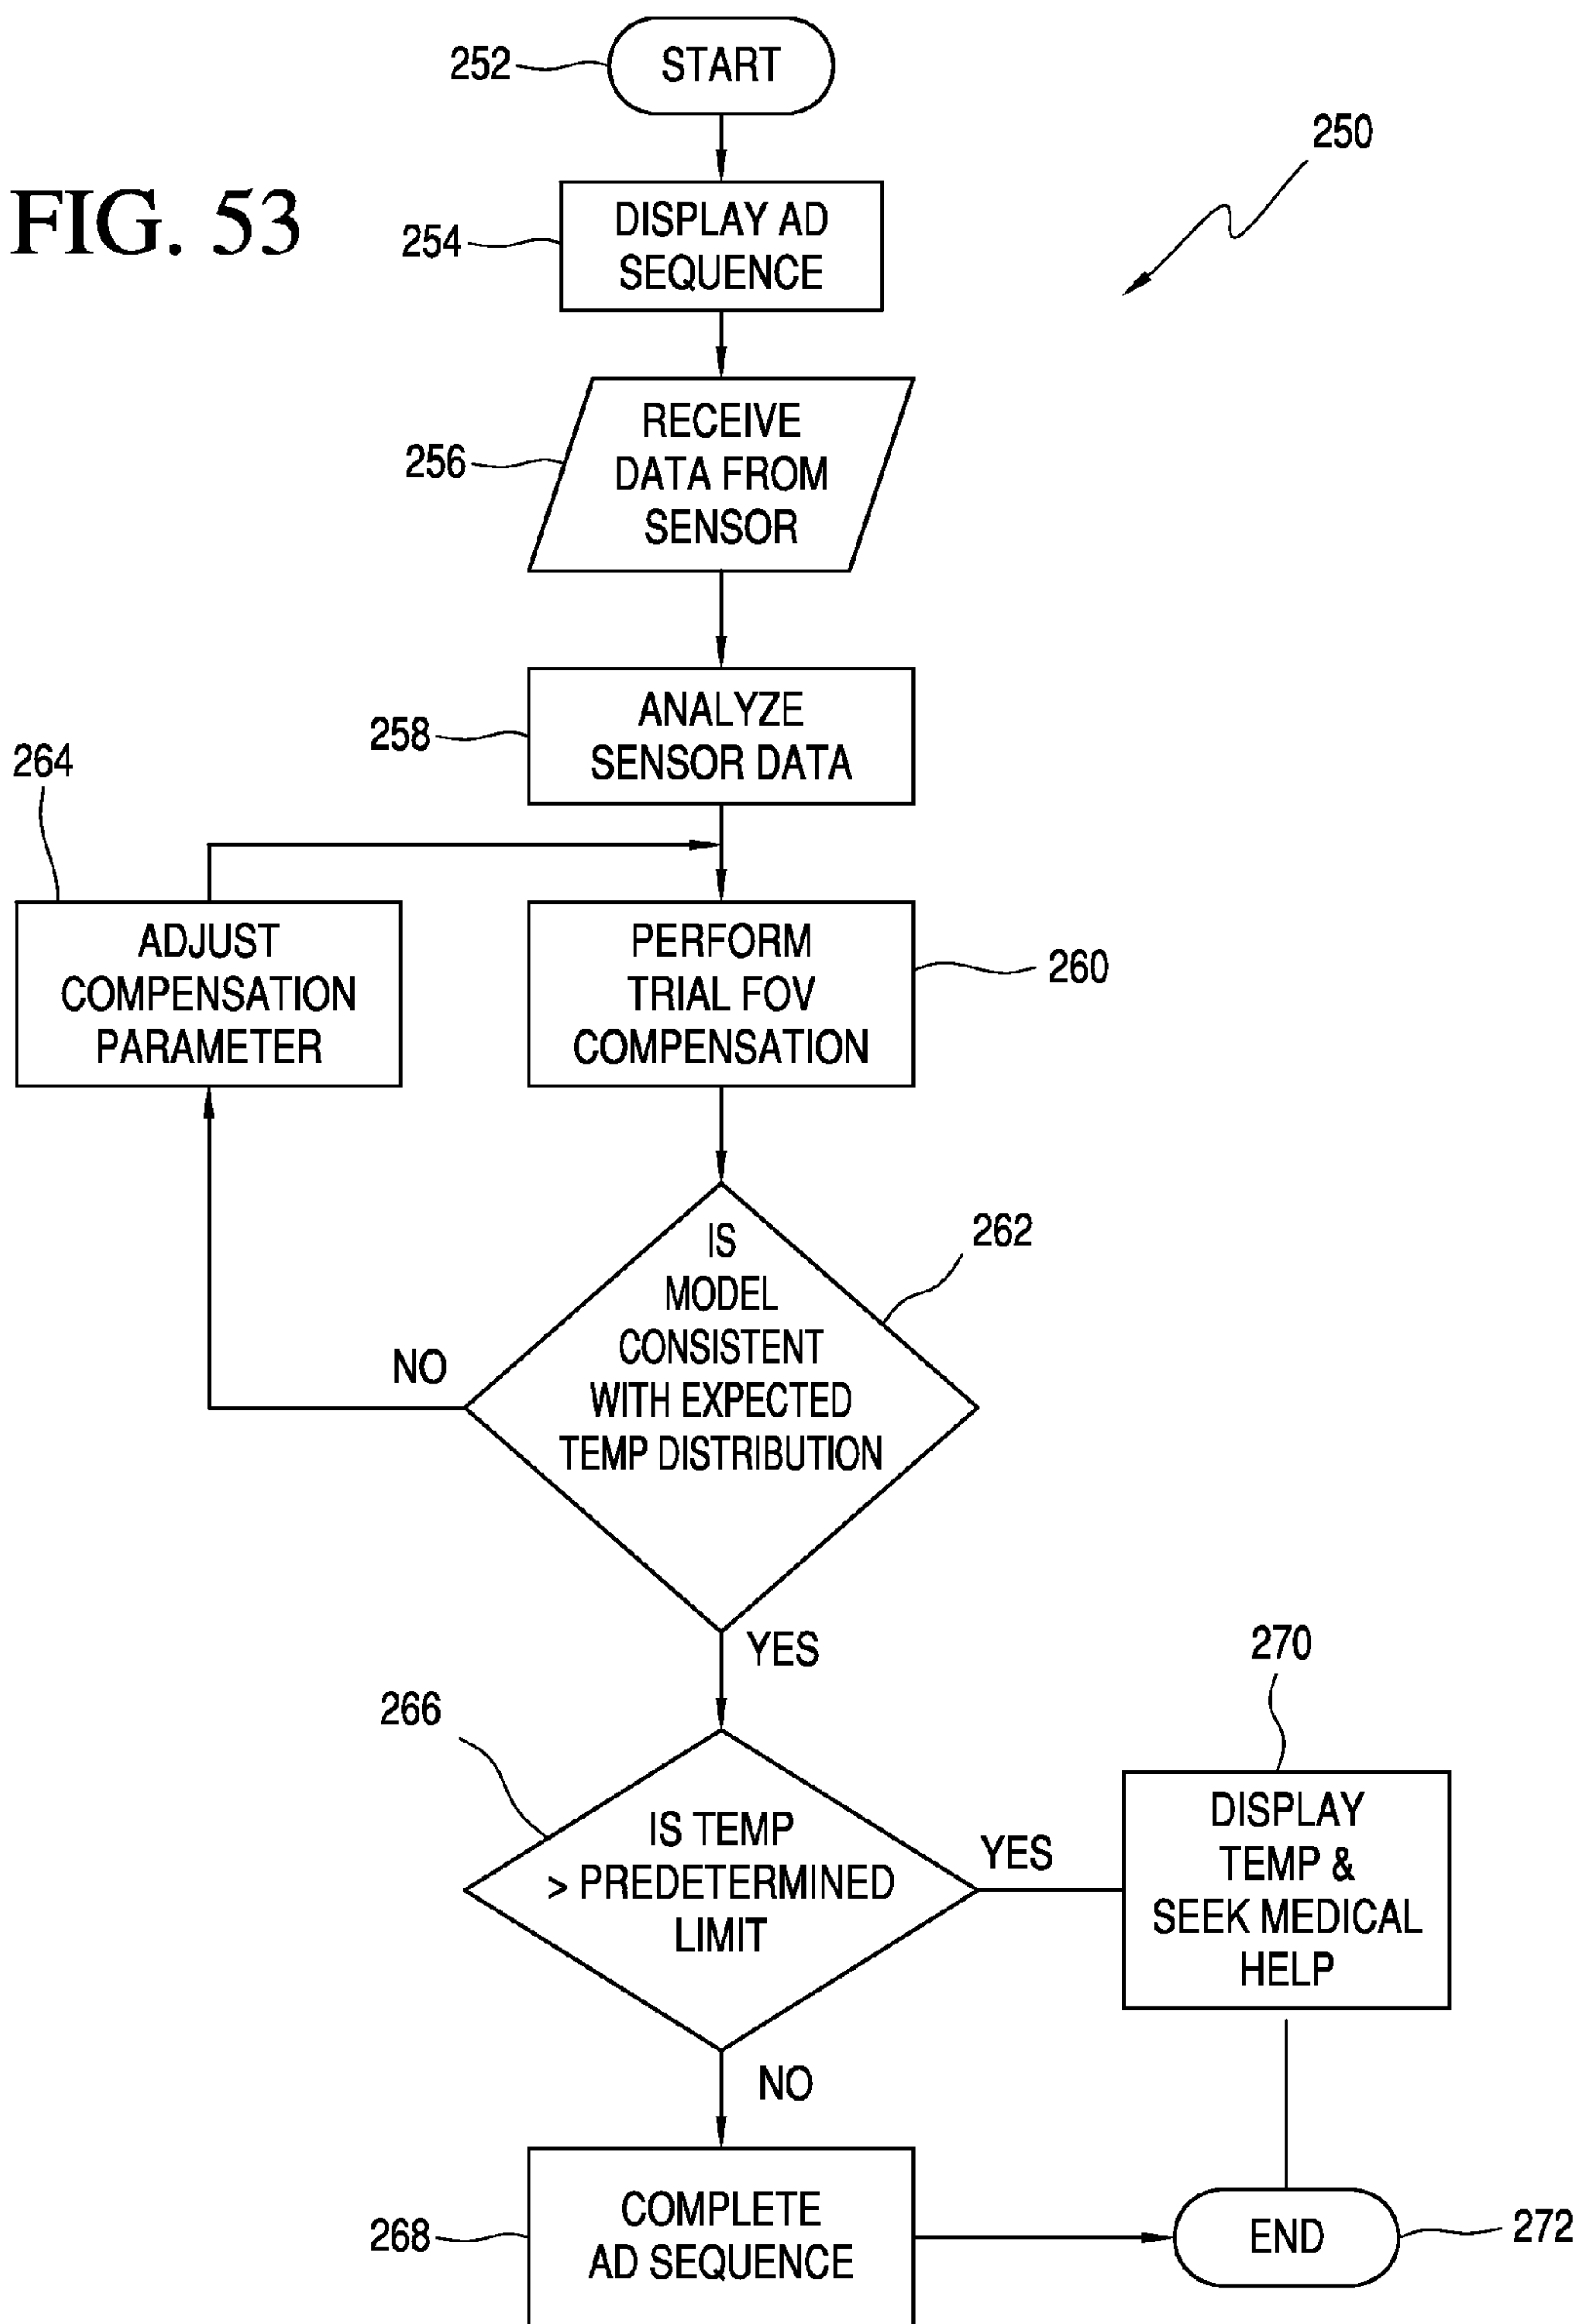 252
START
250
FIG. 53
254
DISPLAY AD
SEQUENCE
256
RECEIVE
DATA FROM
SENSOR
258
ANALYZE
SENSOR DATA
264
ADJUST
COMPENSATION
PARAMETER
PERFORM
TRIAL FOV
COMPENSATION
260
IS
MODEL
CONSISTENT
WITH EXPECTED
TEMP DISTRIBUTION
262
NO
YES
266
IS TEMP
> PREDETERMINED
LIMIT
YES
270
DISPLAY
TEMP &
SEEK MEDICAL
HELP
NO
268
COMPLETE
AD SEQUENCE
END
272